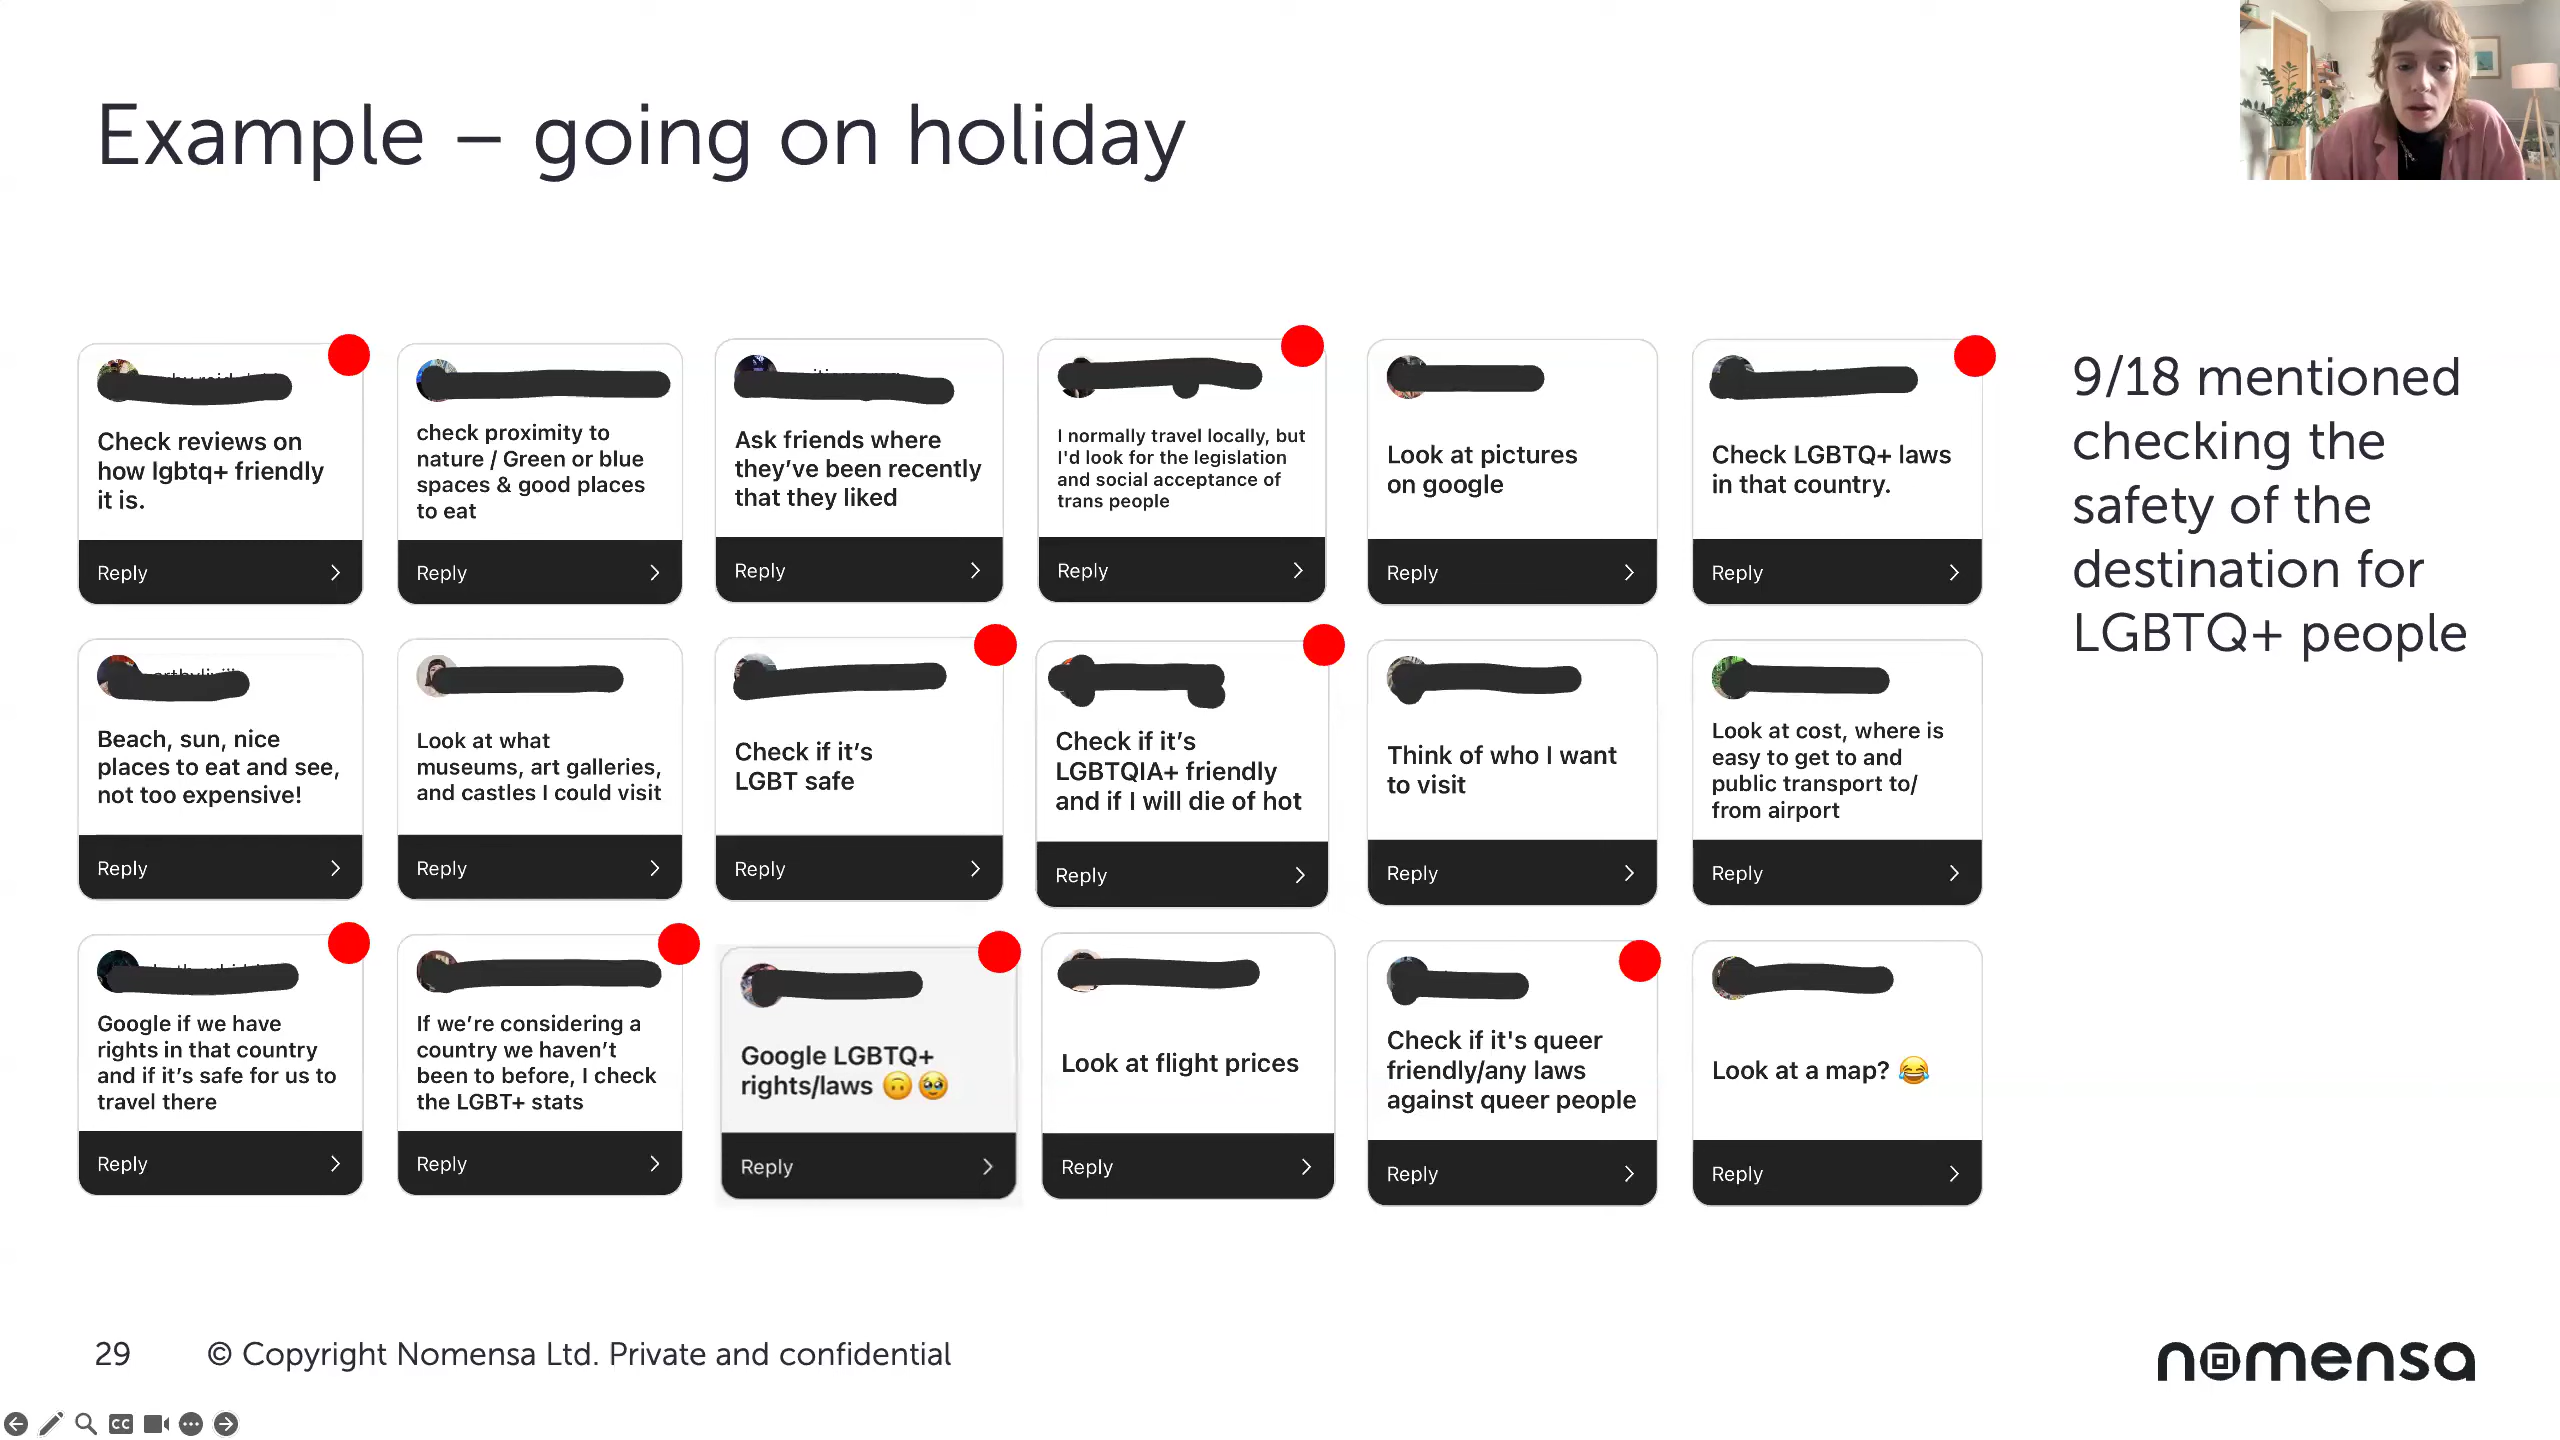 Example – going on holiday
Check reviews on
how lgbtq+ friendly
it is.
Reply
check proximity to
nature / Green or blue
spaces & good places
to eat
Reply
Ask friends where
they’ve been recently
that they liked
Reply
I normally travel locally, but
I'd look for the legislation
and social acceptance of
trans people
Reply
Look at pictures
on google
Reply
Check LGBTQ+ laws
in that country.
Reply
9/18 mentioned
checking the
safety of the
destination for
LGBTQ+ people
Beach, sun, nice
places to eat and see,
not too expensive!
Reply
Look at what
museums, art galleries,
and castles I could visit
Reply
Check if it’s
LGBT safe
Reply
Check if it’s
LGBTQIA+ friendly
and if I will die of hot
Reply
Think of who I want
to visit
Reply
Look at cost, where is
easy to get to and
public transport to/
from airport
Reply
Google if we have
rights in that country
and if it’s safe for us to
travel there
Reply
If we’re considering a
country we haven’t
been to before, I check
the LGBT+ stats
Reply
Google LGBTQ+
rights/laws 🙃🥹
Reply
Look at flight prices
Reply
Check if it's queer
friendly/any laws
against queer people
Reply
Look at a map? 😂
Reply
29
© Copyright Nomensa Ltd. Private and confidential
nomensa
CC